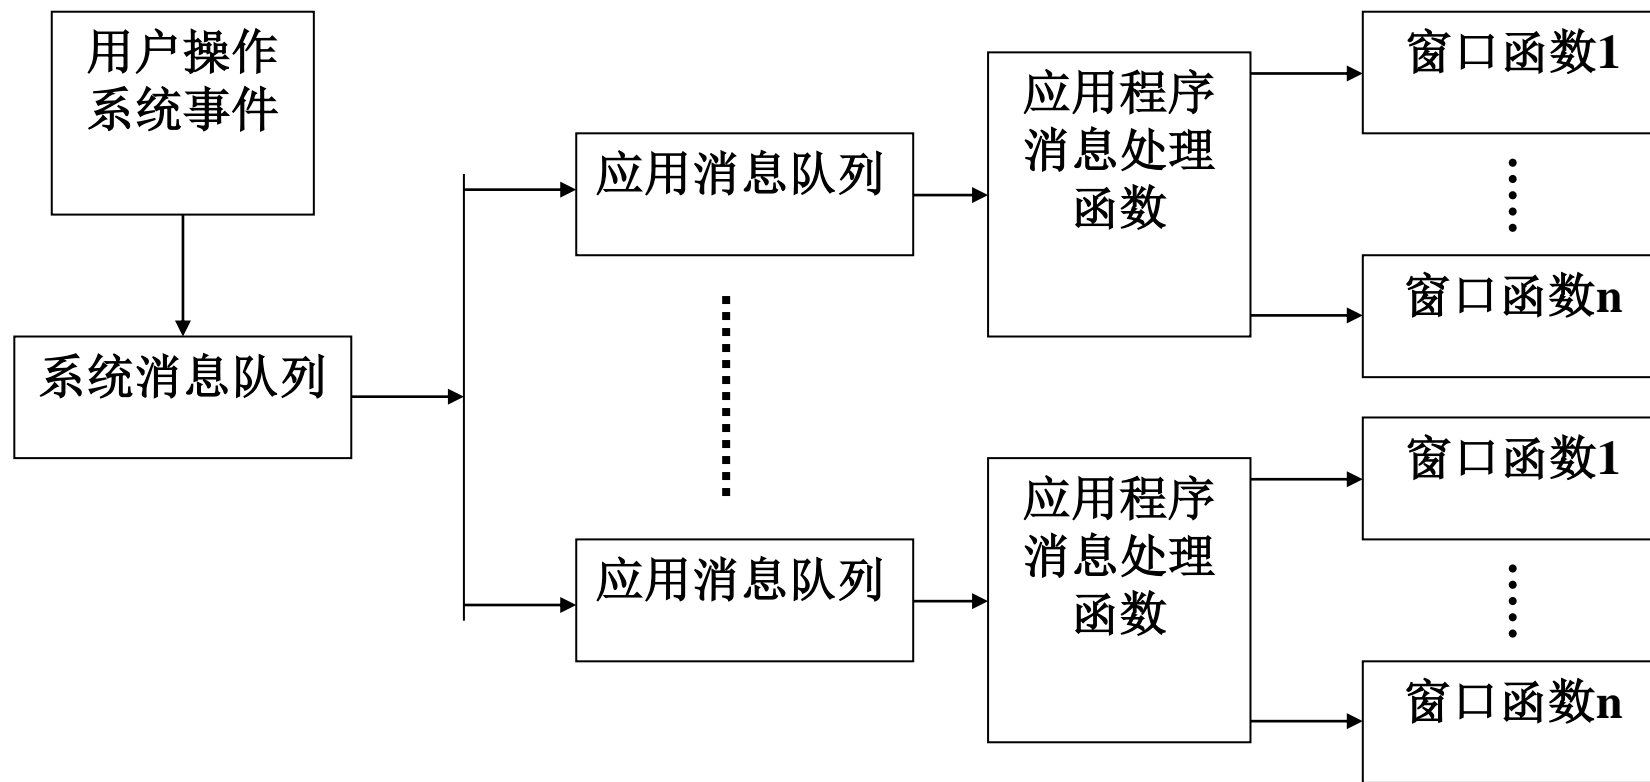 用户操作
系统事件
系统消息队列
应用消息队列
应用程序
消息处理
函数
窗口函数1
窗口函数n
应用消息队列
应用程序
消息处理
函数
窗口函数1
窗口函数n